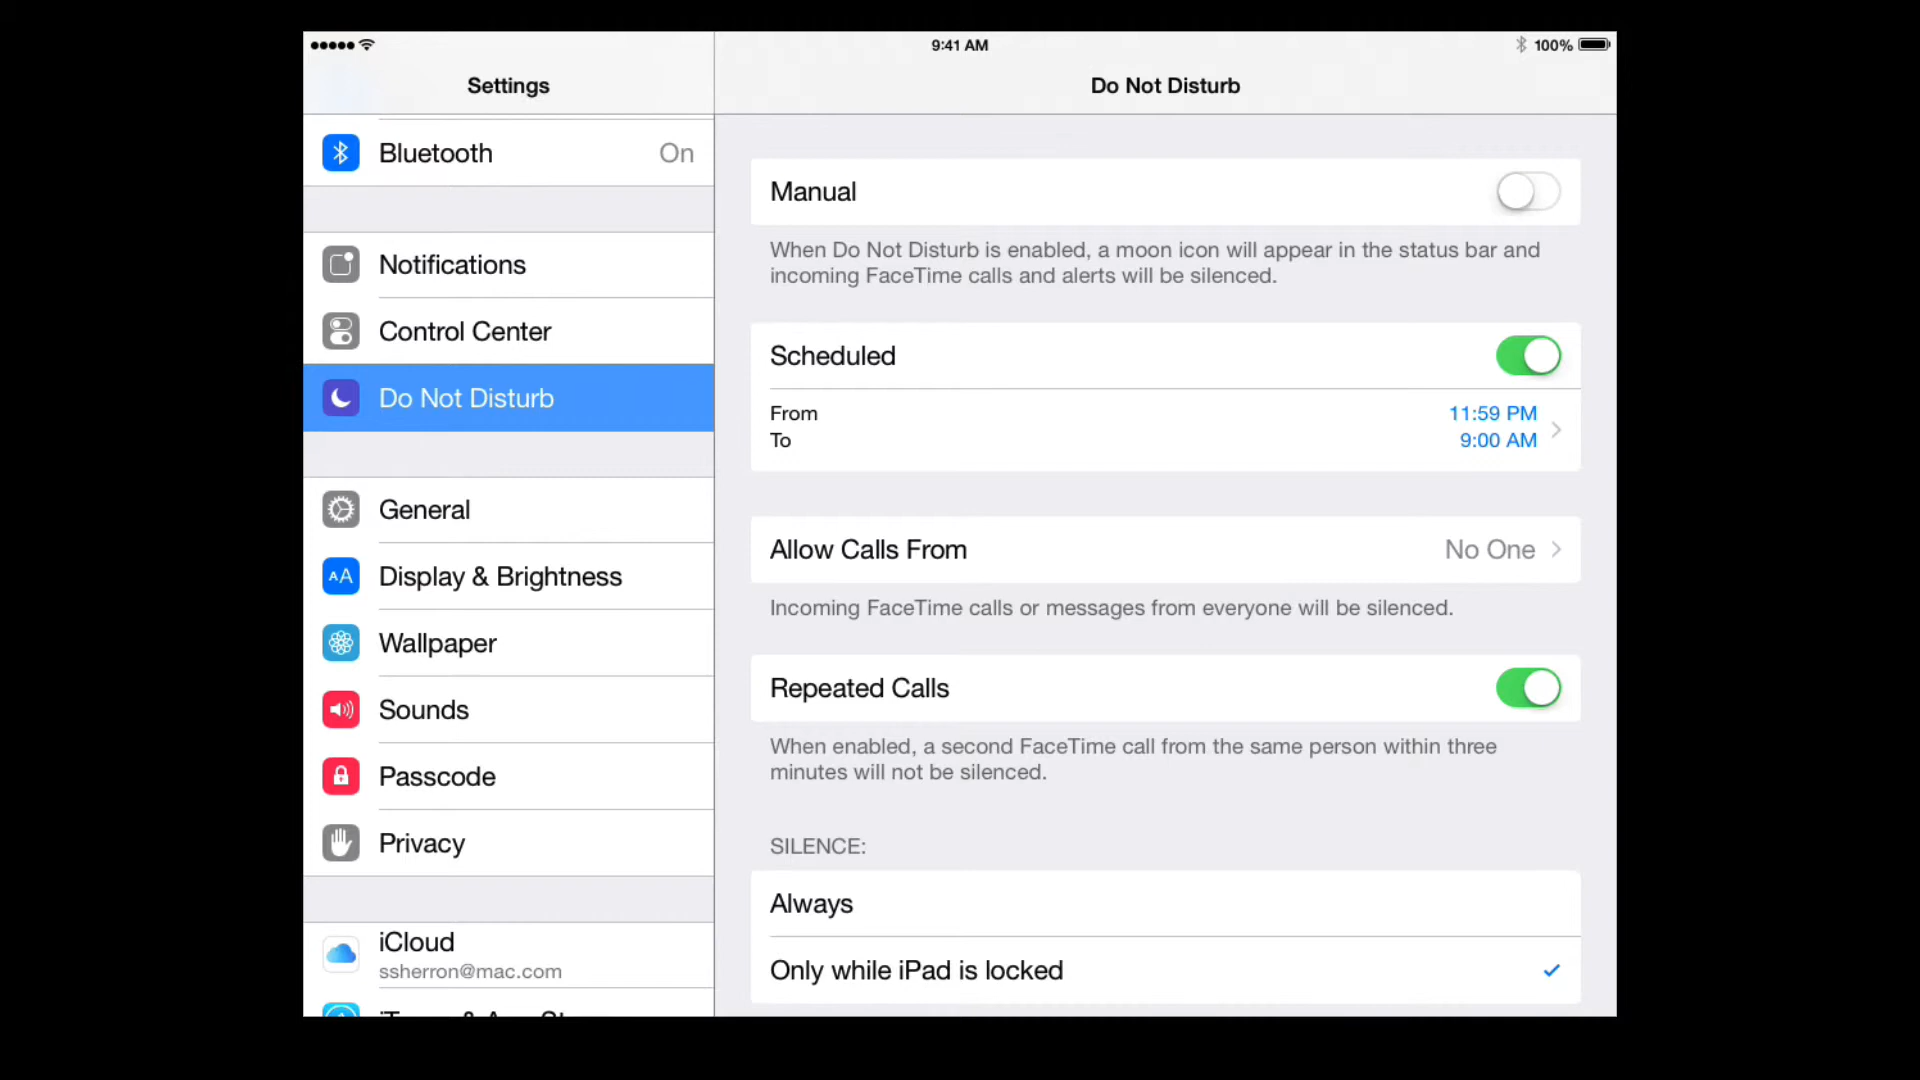 9:41 AM
100%
Settings
Do Not Disturb
Bluetooth On
Notifications
Control Center
Do Not Disturb
General
Display & Brightness
Wallpaper
Sounds
Passcode
Privacy
iCloud
ssherron@mac.com
Manual
When Do Not Disturb is enabled, a moon icon will appear in the status bar and
incoming FaceTime calls and alerts will be silenced.
Scheduled
From 11:59 PM
To 9:00 AM
Allow Calls From No One
Incoming FaceTime calls or messages from everyone will be silenced.
Repeated Calls
When enabled, a second FaceTime call from the same person within three
minutes will not be silenced.
SILENCE:
Always
Only while iPad is locked